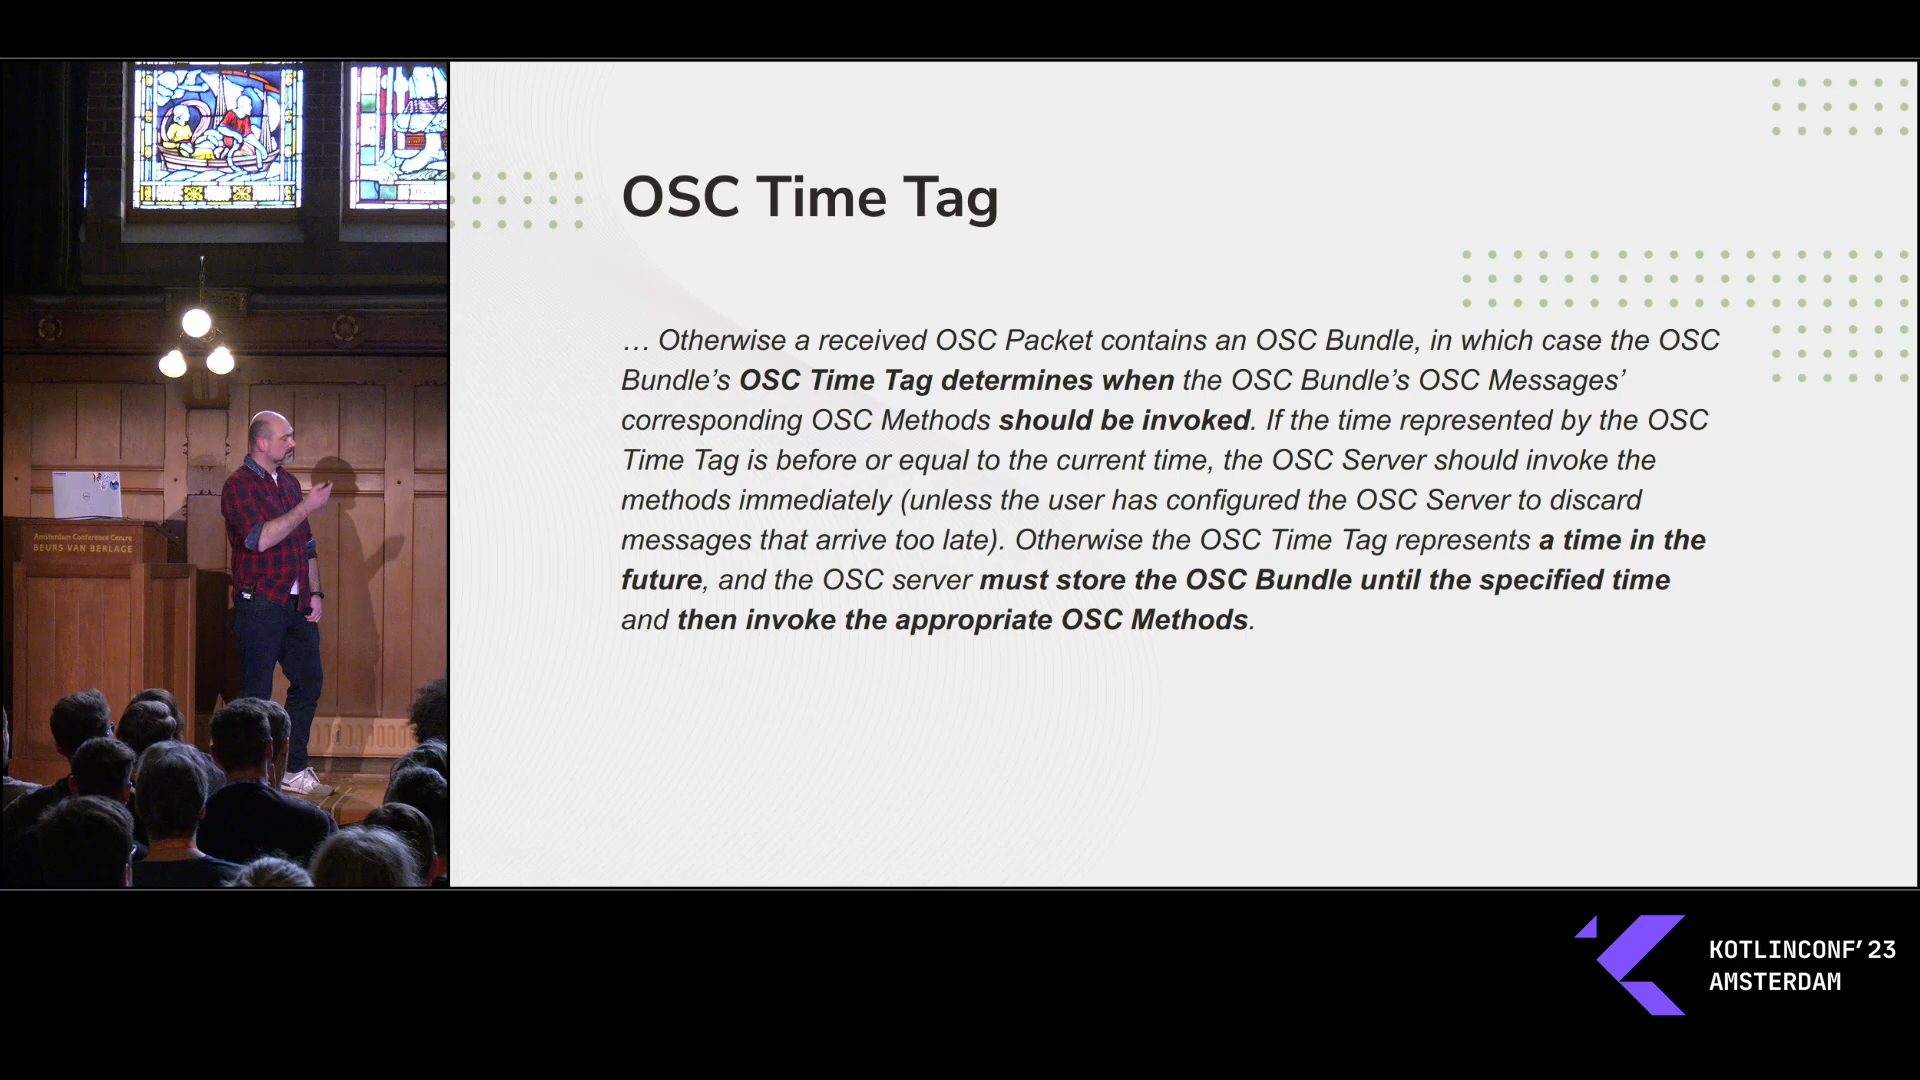 OSC Time Tag
… Otherwise a received OSC Packet contains an OSC Bundle, in which case the OSC
Bundle’s OSC Time Tag determines when the OSC Bundle’s OSC Messages’
corresponding OSC Methods should be invoked. If the time represented by the OSC
Time Tag is before or equal to the current time, the OSC Server should invoke the
methods immediately (unless the user has configured the OSC Server to discard
messages that arrive too late). Otherwise the OSC Time Tag represents a time in the
future, and the OSC server must store the OSC Bundle until the specified time
and then invoke the appropriate OSC Methods.
Amsterdam Conference Centre
BEURS VAN BERLAGE
KOTLINCONF’23
AMSTERDAM